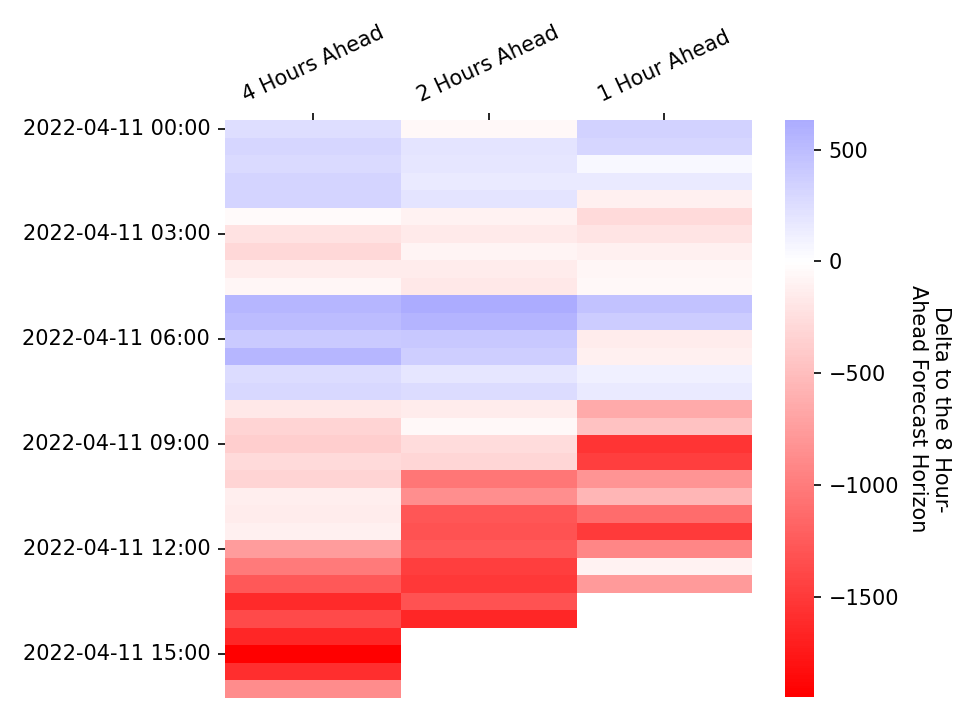 4 Hours Ahead
2 Hours Ahead
1 Hour Ahead
2022-04-11 00:00
2022-04-11 03:00
2022-04-11 06:00
2022-04-11 09:00
2022-04-11 12:00
2022-04-11 15:00
500
0
−500
−1000
−1500
Delta to the 8 Hour-
Ahead Forecast Horizon